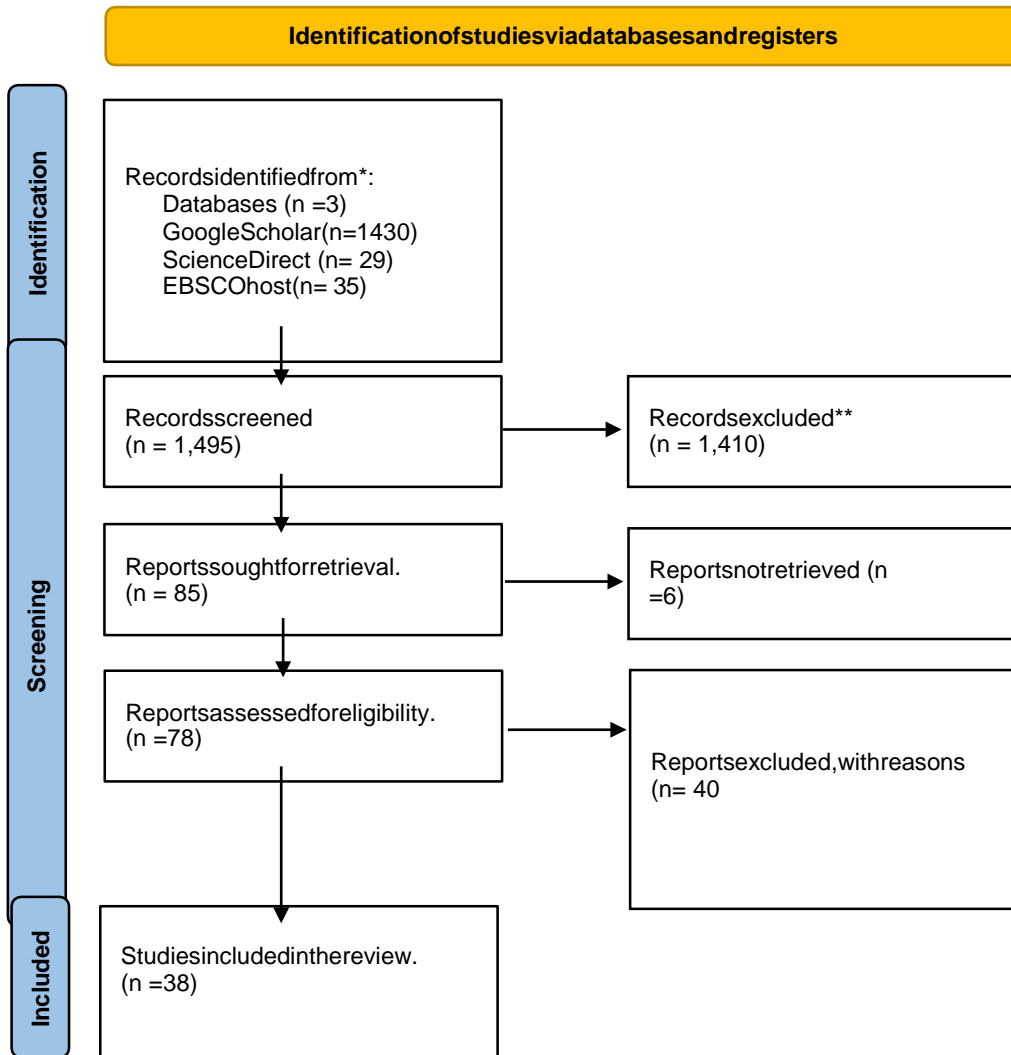 Identificationofstudiesviadatabasesandregisters
Identification
Recordsidentifiedfrom*:
Databases (n =3)
GoogleScholar(n=1430)
ScienceDirect (n= 29)
EBSCOhost(n= 35)
Screening
Recordsscreened
(n = 1,495)
Recordsexcluded**
(n = 1,410)
Reportssoughtforretrieval.
(n = 85)
Reportsnotretrieved (n
=6)
Reportsassessedforeligibility.
(n =78)
Reportsexcluded,withreasons
(n= 40
Included
Studiesincludedinthereview.
(n =38)